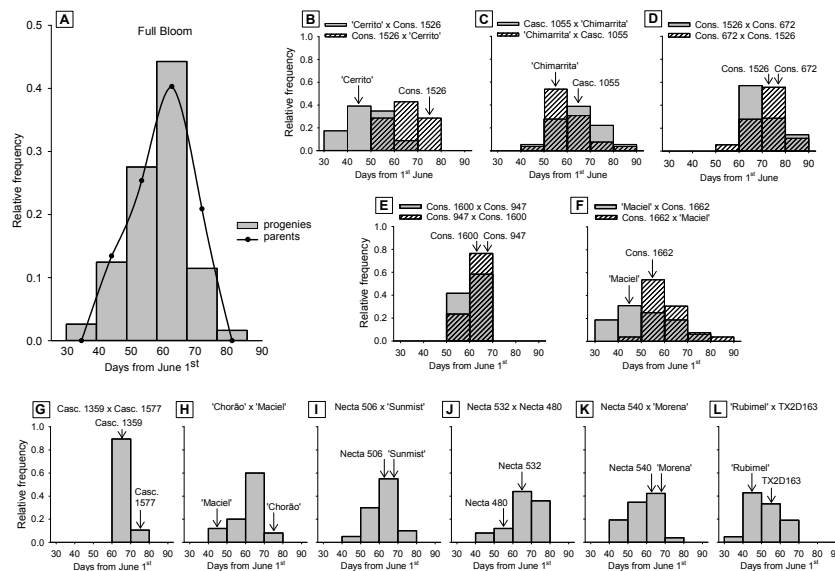 A
Full Bloom
Relative frequency
0.5
0.4
0.3
0.2
0.1
0.0
progenies
parents
30 40 50 60 70 80 90
Days from June 1st
B
'Cerrito' x Cons. 1526
Cons. 1526 x 'Cerrito'
Relative frequency
1.0
0.8
0.6
0.4
0.2
0.0
'Cerrito'
Cons. 1526
30 40 50 60 70 80 90
Days from 1st June
C
Casc. 1055 x 'Chimarrita'
'Chimarrita' x Casc. 1055
'Chimarrita'
Casc. 1055
30 40 50 60 70 80 90
Days from 1st June
D
Cons. 1526 x Cons. 672
Cons. 672 x Cons. 1526
Cons. 1526 Cons. 672
30 40 50 60 70 80 90
Days from 1st June
E
Cons. 1600 x Cons. 947
Cons. 947 x Cons. 1600
Relative frequency
1.0
0.8
0.6
0.4
0.2
0.0
Cons. 1600 Cons. 947
30 40 50 60 70 80 90
Days from June 1st
F
'Maciel' x Cons. 1662
Cons. 1662 x 'Maciel'
Cons. 1662
'Maciel'
30 40 50 60 70 80 90
Days from June 1st
G
Casc. 1359 x Casc. 1577
Relative frequency
1.0
0.8
0.6
0.4
0.2
0.0
Casc. 1359
Casc.
1577
30 40 50 60 70 80 90
Days from June 1st
H
'Chorão' x 'Maciel'
'Maciel'
'Chorão'
30 40 50 60 70 80 90
Days from June 1st
I
Necta 506 x 'Sunmist'
Necta 506 'Sunmist'
30 40 50 60 70 80 90
Days from June 1st
J
Necta 532 x Necta 480
Necta 532
Necta 480
30 40 50 60 70 80 90
Days from June 1st
K
Necta 540 x 'Morena'
Necta 540 'Morena'
30 40 50 60 70 80 90
Days from June 1st
L
'Rubimel' x TX2D163
'Rubimel'
TX2D163
30 40 50 60 70 80 90
Days from June 1st